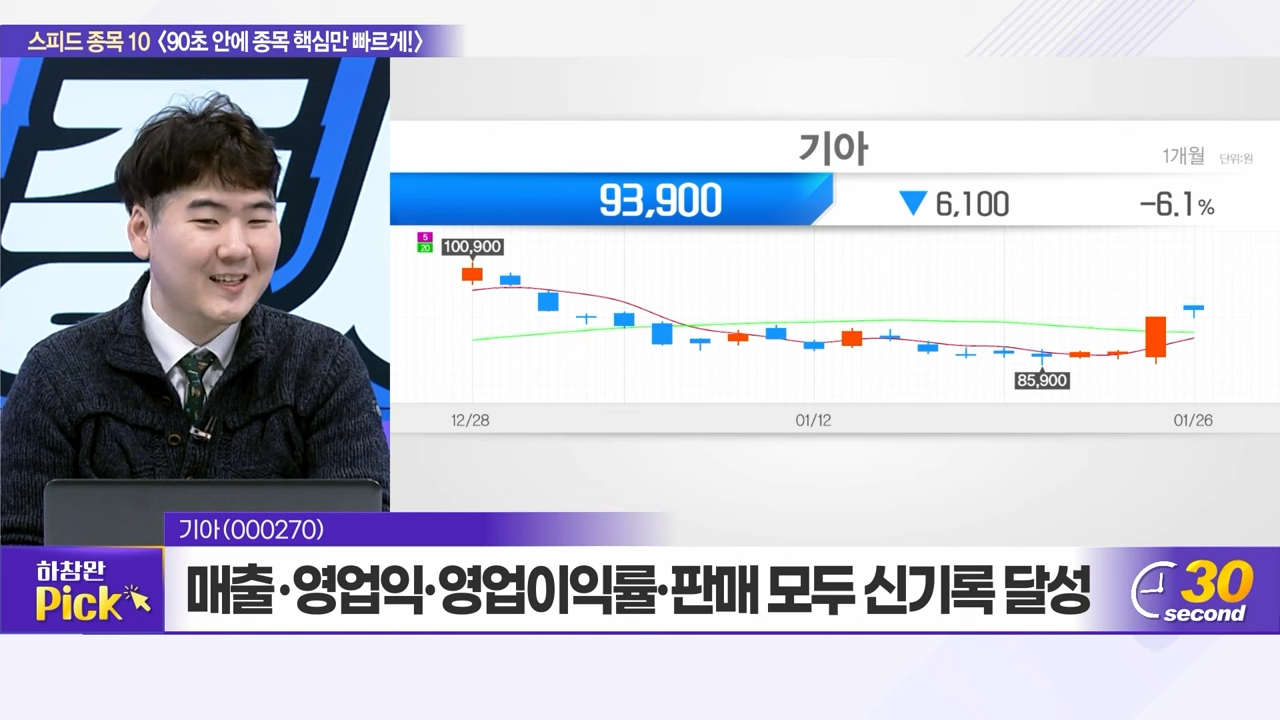 스피드 종목 10 〈90초 안에 종목 핵심만 빠르게!〉
기아
1개월 단위:원
93,900 ▼ 6,100 -6.1%
5
20
100,900
85,900
12/28 01/12 01/26
기아(000270)
하창완
Pick
매출·영업익·영업이익률·판매 모두 신기록 달성
30
second